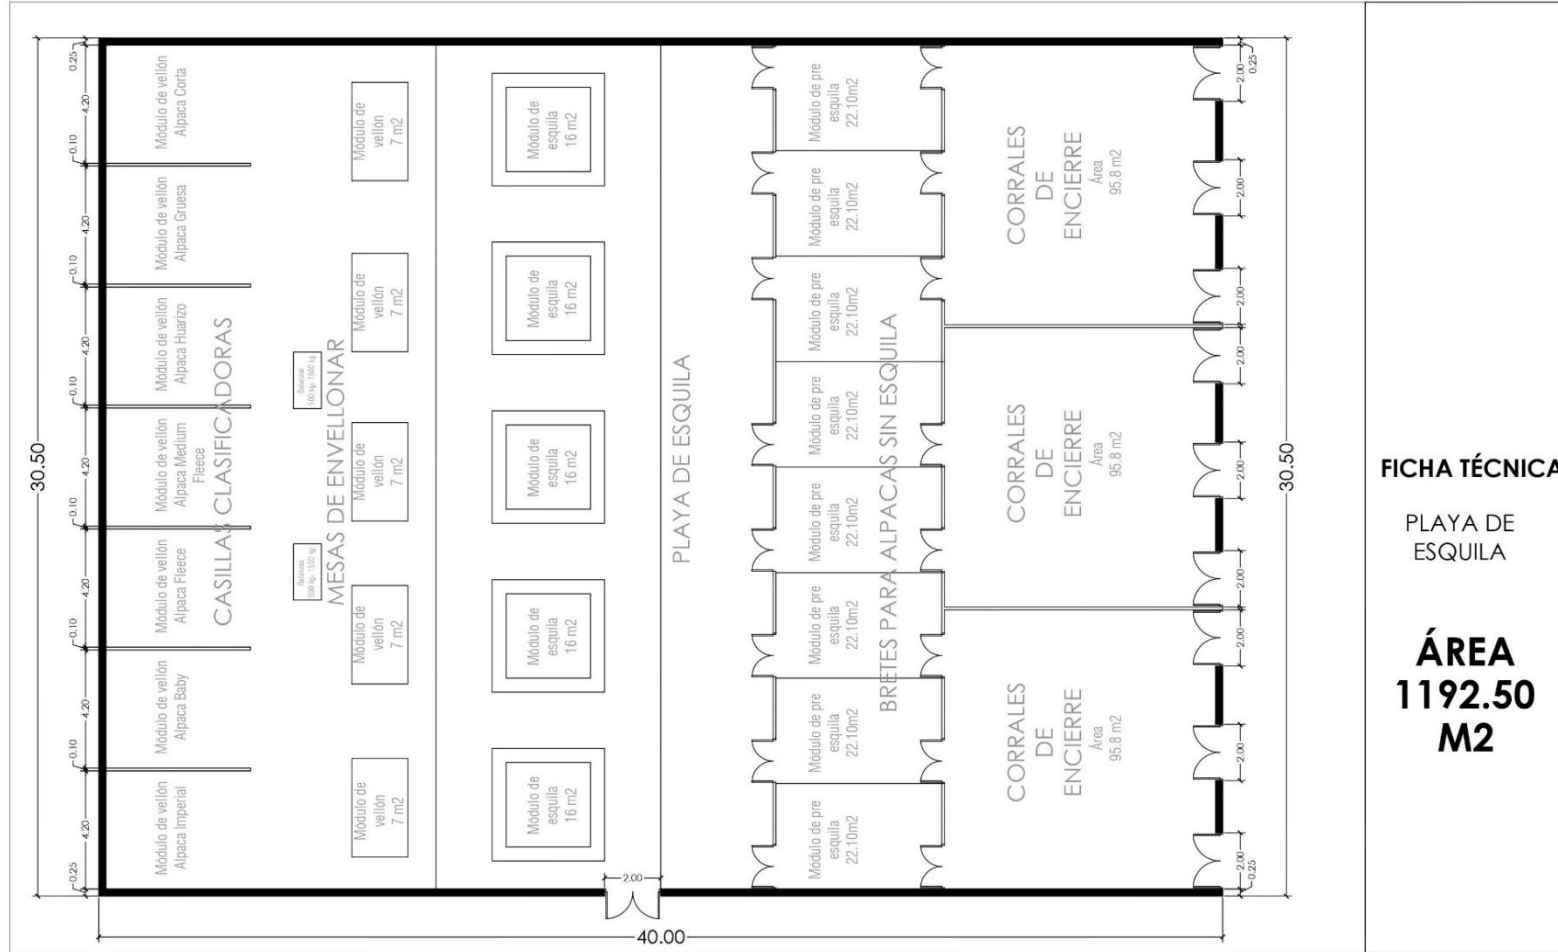 30.50
0.25
4.20
0.10
4.20
0.10
4.20
0.10
4.20
0.10
4.20
0.10
4.20
0.10
4.20
0.25
Módulo de vellón
Alpaca Corta
Módulo de vellón
Alpaca Gruesa
Módulo de vellón
Alpaca Huarizo
Módulo de vellón
Alpaca Medium
Fleece
Módulo de vellón
Alpaca Fleece
Módulo de vellón
Alpaca Baby
Módulo de vellón
Alpaca Imperial
CASILLAS CLASIFICADORAS
500 kg- 1500 kg
500 kg- 1500 kg
MESAS DE ENVELLONAR
Módulo de
vellón
7 m2
Módulo de
vellón
7 m2
Módulo de
vellón
7 m2
Módulo de
vellón
7 m2
Módulo de
vellón
7 m2
Módulo de
esquila
16 m2
Módulo de
esquila
16 m2
Módulo de
esquila
16 m2
Módulo de
esquila
16 m2
Módulo de
esquila
16 m2
2.00
PLAYA DE ESQUILA
Módulo de pre
esquila
22.10m2
Módulo de pre
esquila
22.10m2
Módulo de pre
esquila
22.10m2
Módulo de pre
esquila
22.10m2
Módulo de pre
esquila
22.10m2
Módulo de pre
esquila
22.10m2
Módulo de pre
esquila
22.10m2
Módulo de pre
esquila
22.10m2
BRETES PARA ALPACAS SIN ESQUILA
CORRALES
DE
ENCIERRE
Área
95.8 m2
CORRALES
DE
ENCIERRE
Área
95.8 m2
CORRALES
DE
ENCIERRE
Área
95.8 m2
0.25
2.00
2.00
2.00
2.00
2.00
2.00
2.00
2.00
2.00
0.25
30.50
40.00
FICHA TÉCNICA
PLAYA DE
ESQUILA
ÁREA
1192.50
M2